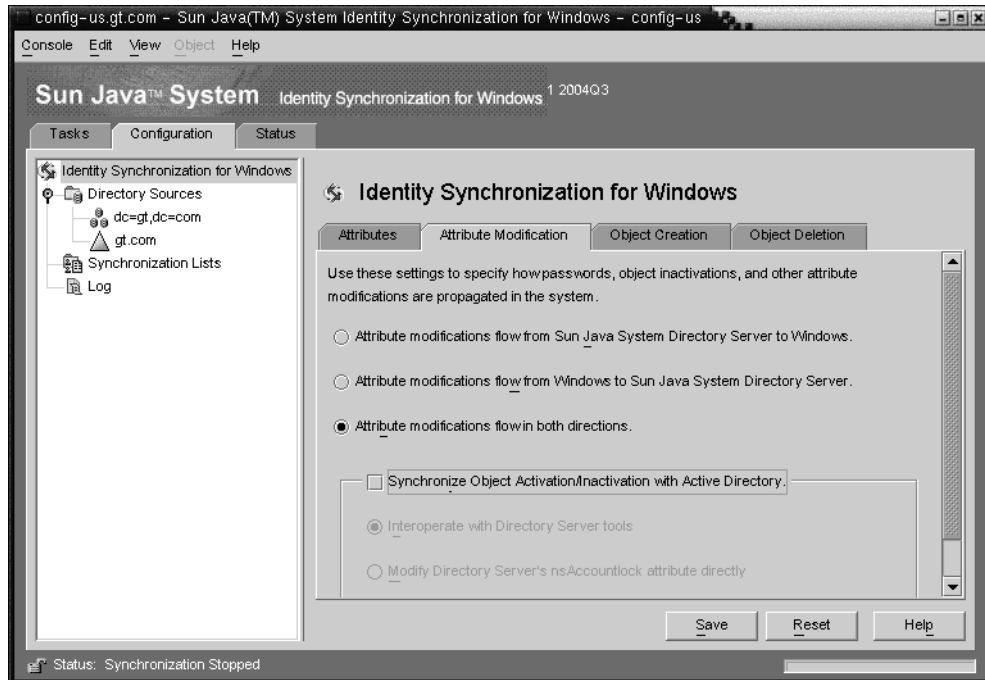 config-us.gt.com - Sun Java(TM) System Identity Synchronization for Windows - config-us
Console Edit View Object Help
Sun Java™ System Identity Synchronization for Windows 1 2004Q3
Tasks Configuration Status
Identity Synchronization for Windows
Directory Sources
dc=gt,dc=com
gt.com
Synchronization Lists
Log
Identity Synchronization for Windows
Attributes Attribute Modification Object Creation Object Deletion
Use these settings to specify how passwords, object inactivations, and other attribute
modifications are propagated in the system.
Attribute modifications flow from Sun Java System Directory Server to Windows.
Attribute modifications flow from Windows to Sun Java System Directory Server.
Attribute modifications flow in both directions.
Synchronize Object Activation/Inactivation with Active Directory.
Interoperate with Directory Server tools
Modify Directory Server's nsAccountlock attribute directly
Save Reset Help
Status: Synchronization Stopped